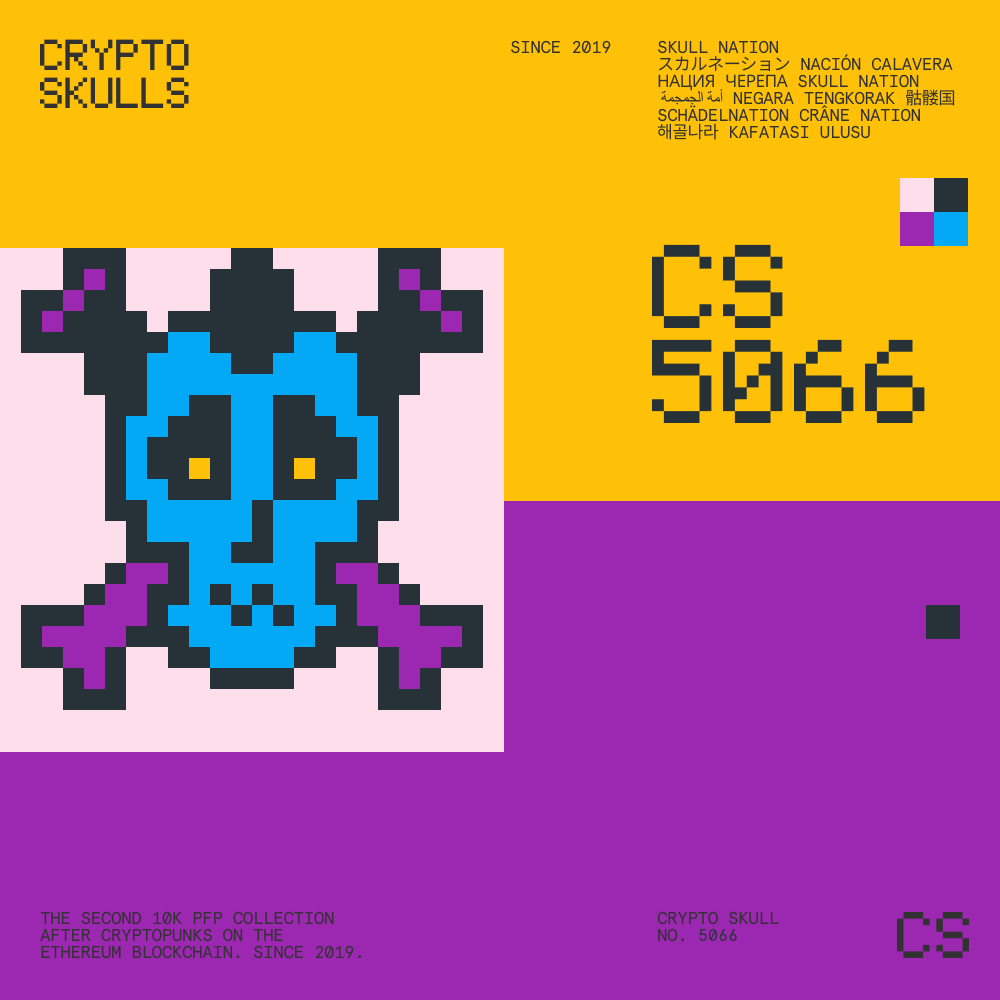 CRYPTO
SKULLS
SINCE 2019
SKULL NATION
スカルネーション NACIÓN CALAVERA
НАЦИЯ ЧЕРЕПА SKULL NATION
أمة الجمجمة NEGARA TENGKORAK 骷髅国
SCHÄDELNATION CRÂNE NATION
해골나라 KAFATASI ULUSU
CS
5066
THE SECOND 10K PFP COLLECTION
AFTER CRYPTOPUNKS ON THE
ETHEREUM BLOCKCHAIN. SINCE 2019.
CRYPTO SKULL
NO. 5066
CS